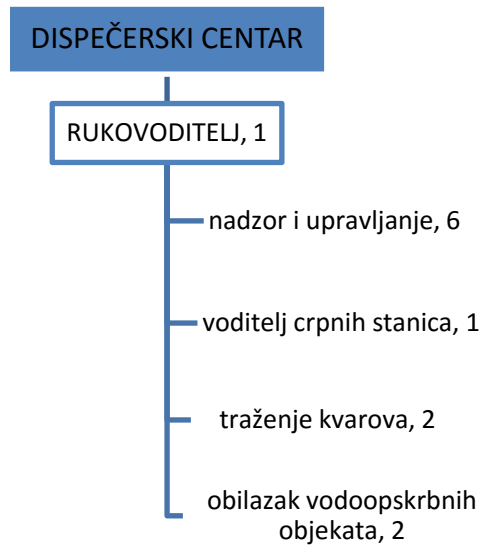 DISPEČERSKI CENTAR
RUKOVODITELJ, 1
nadzor i upravljanje, 6
voditelj crpnih stanica, 1
traženje kvarova, 2
obilazak vodoopskrbnih
objekata, 2